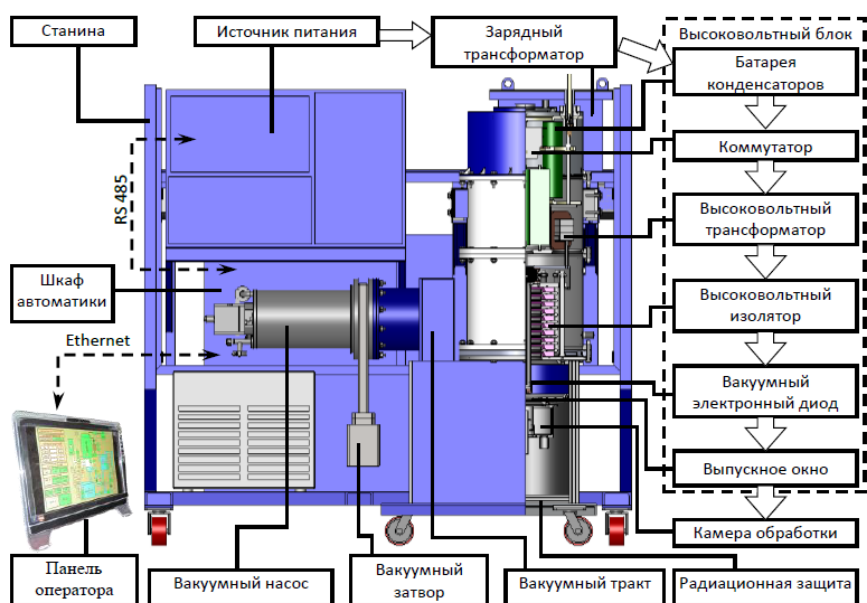 Станина
Источник питания
Зарядный
трансформатор
Высоковольтный блок
Батарея
конденсаторов
Коммутатор
Высоковольтный
трансформатор
RS 485
Шкаф
автоматики
Высоковольтный
изолятор
Ethernet
Вакуумный
электронный диод
Выпускное окно
Камера обработки
Панель
оператора
Вакуумный насос
Вакуумный
затвор
Вакуумный тракт
Радиационная защита